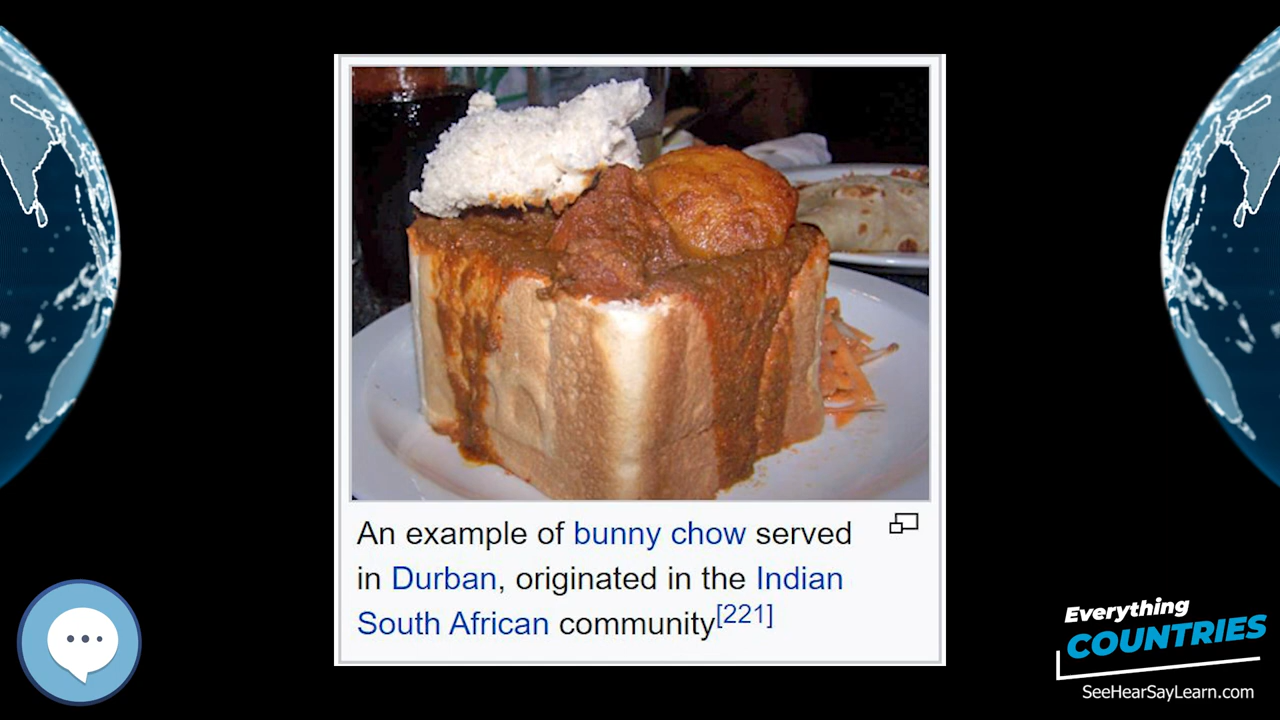 An example of bunny chow served
in Durban, originated in the Indian
South African community[221]
Everything
COUNTRIES
SeeHearSayLearn.com